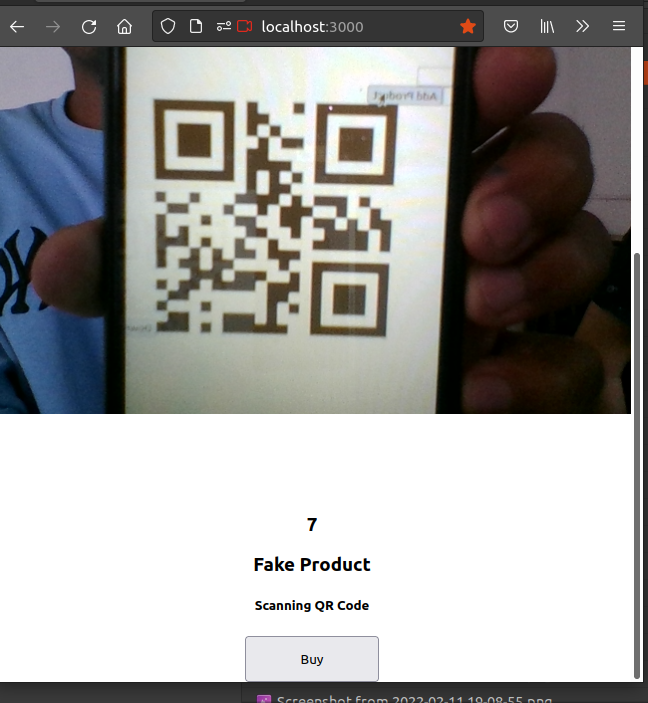 localhost:3000
Add Product
7
Fake Product
Scanning QR Code
Buy
Screenshot from 2022-02-11 19-08-55.png